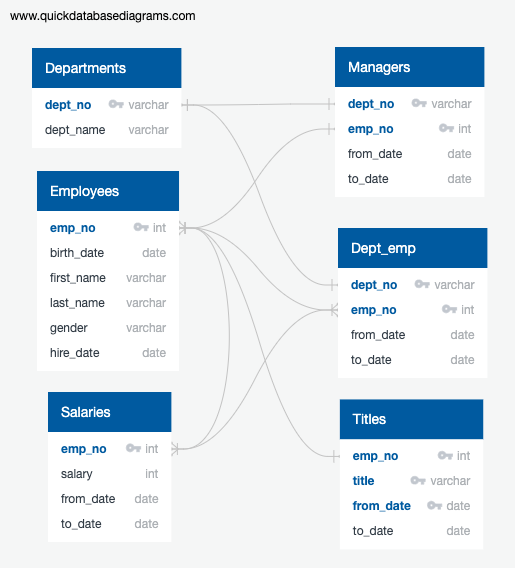 www.quickdatabasediagrams.com
Departments
dept_no varchar
dept_name varchar
Managers
dept_no varchar
emp_no int
from_date date
to_date date
Employees
emp_no int
birth_date date
first_name varchar
last_name varchar
gender varchar
hire_date date
Dept_emp
dept_no varchar
emp_no int
from_date date
to_date date
Salaries
emp_no int
salary int
from_date date
to_date date
Titles
emp_no int
title varchar
from_date date
to_date date